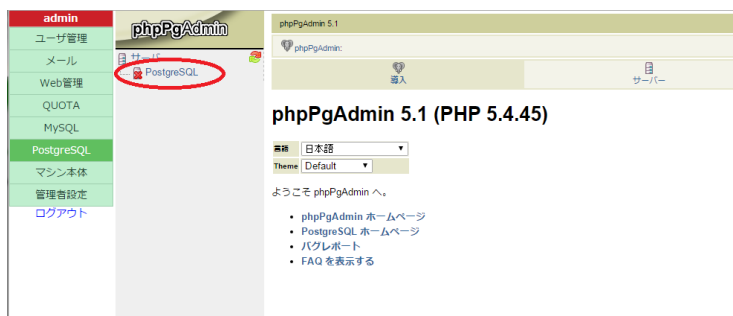 admin
ユーザ管理
メール
Web管理
QUOTA
MySQL
PostgreSQL
マシン本体
管理者設定
ログアウト
phpPgAdmin
サーバー
PostgreSQL
phpPgAdmin 5.1
phpPgAdmin:
導入
サーバー
phpPgAdmin 5.1 (PHP 5.4.45)
言語 日本語
Theme Default
ようこそ phpPgAdmin へ。
phpPgAdmin ホームページ
PostgreSQL ホームページ
バグレポート
FAQ を表示する